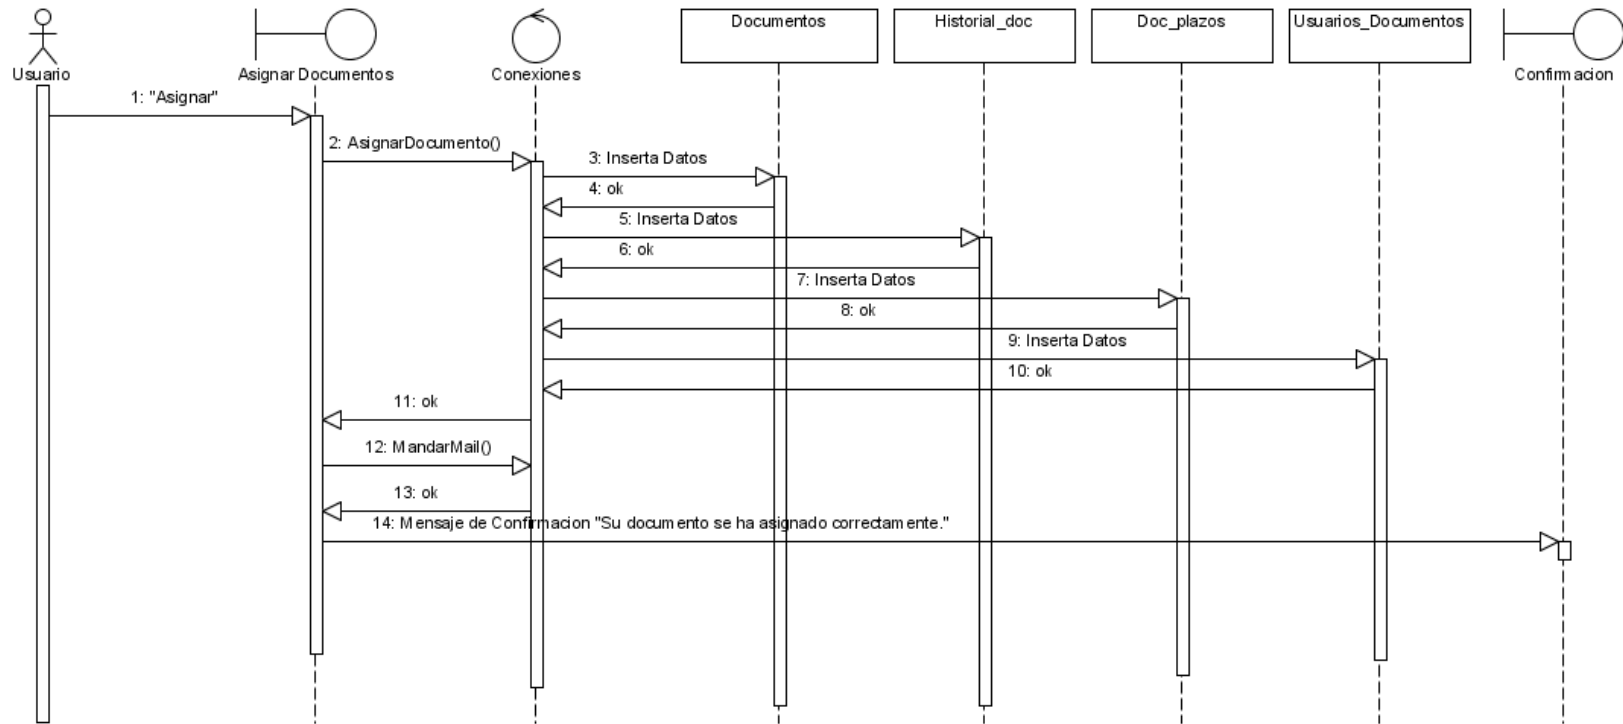 Usuario
AsignarDocumentos
Conexiones
Documentos
Historial_doc
Doc_plazos
Usuarios_Documentos
Confirmacion
1: "Asignar"
2: AsignarDocumento()
3: Inserta Datos
4: ok
5: Inserta Datos
6: ok
7: Inserta Datos
8: ok
9: Inserta Datos
10: ok
11: ok
12: MandarMail()
13: ok
14: Mensaje de Confirmacion "Su documento se ha asignado correctamente."